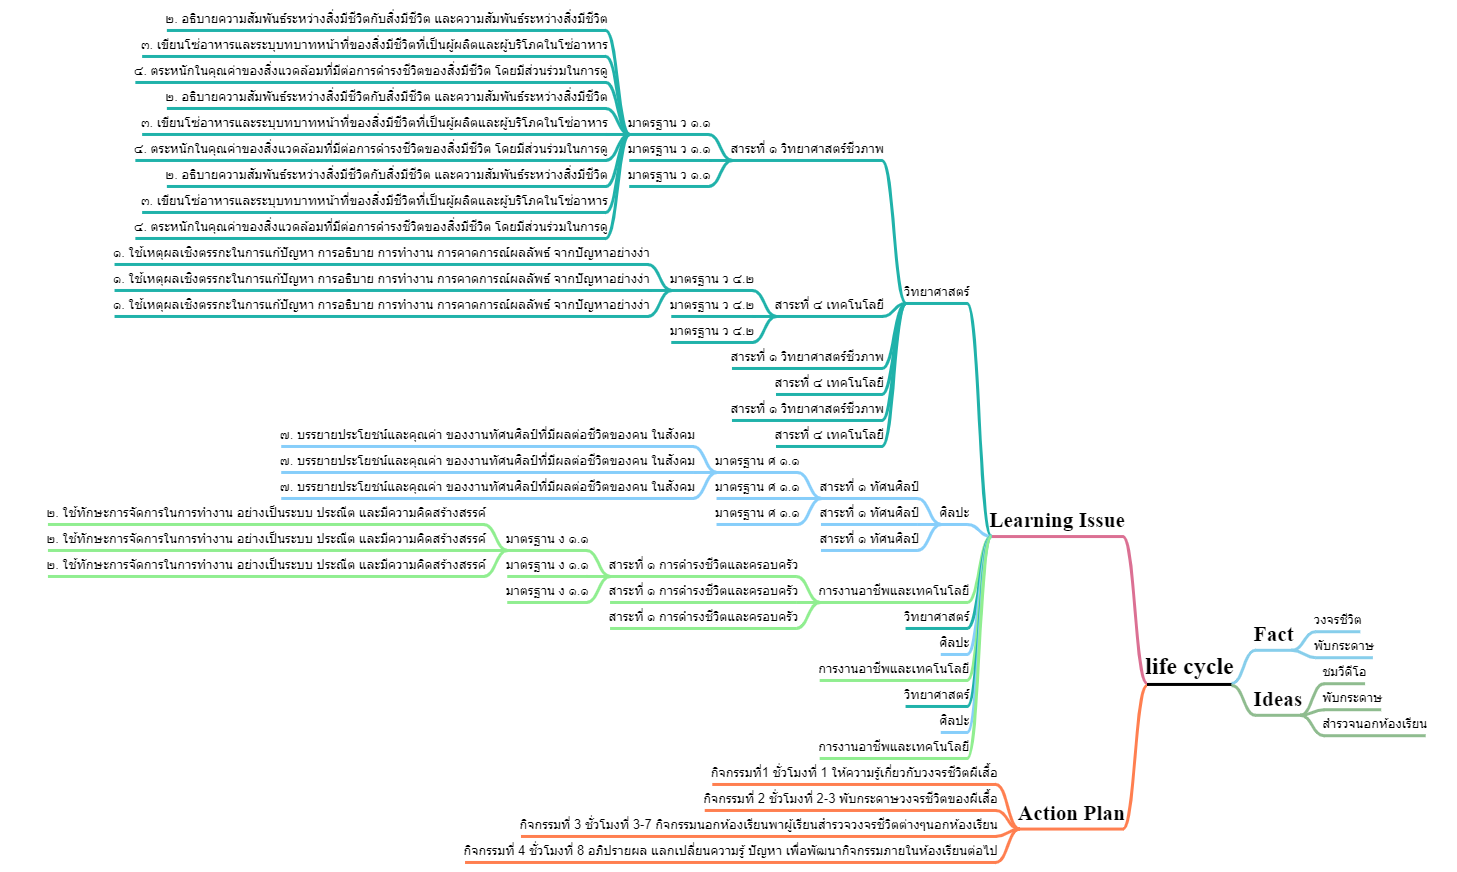 ๒. อธิบายความสัมพันธ์ระหว่างสิ่งมีชีวิตกับสิ่งมีชีวิต และความสัมพันธ์ระหว่างสิ่งมีชีวิต
๓. เขียนโซ่อาหารและระบุบทบาทหน้าที่ของสิ่งมีชีวิตที่เป็นผู้ผลิตและผู้บริโภคในโซ่อาหาร
๔. ตระหนักในคุณค่าของสิ่งแวดล้อมที่มีต่อการดำรงชีวิตของสิ่งมีชีวิต โดยมีส่วนร่วมในการดู
๒. อธิบายความสัมพันธ์ระหว่างสิ่งมีชีวิตกับสิ่งมีชีวิต และความสัมพันธ์ระหว่างสิ่งมีชีวิต
๓. เขียนโซ่อาหารและระบุบทบาทหน้าที่ของสิ่งมีชีวิตที่เป็นผู้ผลิตและผู้บริโภคในโซ่อาหาร
๔. ตระหนักในคุณค่าของสิ่งแวดล้อมที่มีต่อการดำรงชีวิตของสิ่งมีชีวิต โดยมีส่วนร่วมในการดู
๒. อธิบายความสัมพันธ์ระหว่างสิ่งมีชีวิตกับสิ่งมีชีวิต และความสัมพันธ์ระหว่างสิ่งมีชีวิต
๓. เขียนโซ่อาหารและระบุบทบาทหน้าที่ของสิ่งมีชีวิตที่เป็นผู้ผลิตและผู้บริโภคในโซ่อาหาร
๔. ตระหนักในคุณค่าของสิ่งแวดล้อมที่มีต่อการดำรงชีวิตของสิ่งมีชีวิต โดยมีส่วนร่วมในการดู
มาตรฐาน ว ๑.๑
มาตรฐาน ว ๑.๑
มาตรฐาน ว ๑.๑
สาระที่ ๑ วิทยาศาสตร์ชีวภาพ
๑. ใช้เหตุผลเชิงตรรกะในการแก้ปัญหา การอธิบาย การทำงาน การคาดการณ์ผลลัพธ์ จากปัญหาอย่างง่า
๑. ใช้เหตุผลเชิงตรรกะในการแก้ปัญหา การอธิบาย การทำงาน การคาดการณ์ผลลัพธ์ จากปัญหาอย่างง่า
๑. ใช้เหตุผลเชิงตรรกะในการแก้ปัญหา การอธิบาย การทำงาน การคาดการณ์ผลลัพธ์ จากปัญหาอย่างง่า
มาตรฐาน ว ๔.๒
มาตรฐาน ว ๔.๒
มาตรฐาน ว ๔.๒
สาระที่ ๔ เทคโนโลยี
วิทยาศาสตร์
สาระที่ ๑ วิทยาศาสตร์ชีวภาพ
สาระที่ ๔ เทคโนโลยี
สาระที่ ๑ วิทยาศาสตร์ชีวภาพ
สาระที่ ๔ เทคโนโลยี
๗. บรรยายประโยชน์และคุณค่า ของงานทัศนศิลป์ที่มีผลต่อชีวิตของคน ในสังคม
๗. บรรยายประโยชน์และคุณค่า ของงานทัศนศิลป์ที่มีผลต่อชีวิตของคน ในสังคม
๗. บรรยายประโยชน์และคุณค่า ของงานทัศนศิลป์ที่มีผลต่อชีวิตของคน ในสังคม
มาตรฐาน ศ ๑.๑
มาตรฐาน ศ ๑.๑
มาตรฐาน ศ ๑.๑
สาระที่ ๑ ทัศนศิลป์
สาระที่ ๑ ทัศนศิลป์
สาระที่ ๑ ทัศนศิลป์
ศิลปะ
Learning Issue
๒. ใช้ทักษะการจัดการในการทำงาน อย่างเป็นระบบ ประณีต และมีความคิดสร้างสรรค์
๒. ใช้ทักษะการจัดการในการทำงาน อย่างเป็นระบบ ประณีต และมีความคิดสร้างสรรค์
๒. ใช้ทักษะการจัดการในการทำงาน อย่างเป็นระบบ ประณีต และมีความคิดสร้างสรรค์
มาตรฐาน ง ๑.๑
มาตรฐาน ง ๑.๑
มาตรฐาน ง ๑.๑
สาระที่ ๑ การดำรงชีวิตและครอบครัว
สาระที่ ๑ การดำรงชีวิตและครอบครัว
สาระที่ ๑ การดำรงชีวิตและครอบครัว
การงานอาชีพและเทคโนโลยี
วิทยาศาสตร์
ศิลปะ
การงานอาชีพและเทคโนโลยี
วิทยาศาสตร์
ศิลปะ
การงานอาชีพและเทคโนโลยี
life cycle
Fact
วงจรชีวิต
พับกระดาษ
Ideas
ชมวีดีโอ
พับกระดาษ
สำรวจนอกห้องเรียน
กิจกรรมที่1 ชั่วโมงที่ 1 ให้ความรู้เกี่ยวกับวงจรชีวิตผีเสื้อ
กิจกรรมที่ 2 ชั่วโมงที่ 2-3 พับกระดาษวงจรชีวิตของผีเสื้อ
กิจกรรมที่ 3 ชั่วโมงที่ 3-7 กิจกรรมนอกห้องเรียนพาผู้เรียนสำรวจวงจรชีวิตต่างๆนอกห้องเรียน
กิจกรรมที่ 4 ชั่วโมงที่ 8 อภิปรายผล แลกเปลี่ยนความรู้ ปัญหา เพื่อพัฒนากิจกรรมภายในห้องเรียนต่อไป
Action Plan